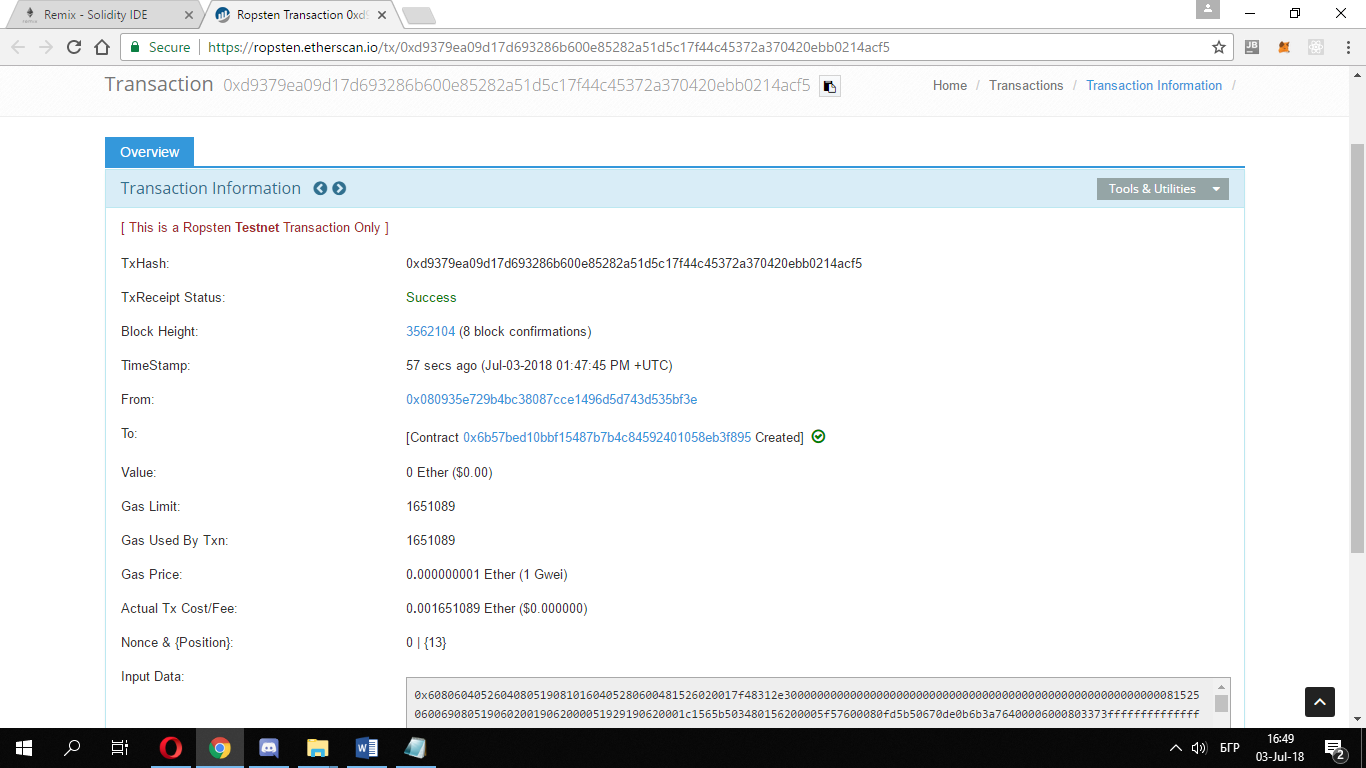 Remix - Solidity IDE
Ropsten Transaction 0xd9
Secure
https://ropsten.etherscan.io/tx/0xd9379ea09d17d693286b600e85282a51d5c17f44c45372a370420ebb0214acf5
Transaction 0xd9379ea09d17d693286b600e85282a51d5c17f44c45372a370420ebb0214acf5
Home / Transactions / Transaction Information /
Overview
Transaction Information
Tools & Utilities
[ This is a Ropsten Testnet Transaction Only ]
TxHash: 0xd9379ea09d17d693286b600e85282a51d5c17f44c45372a370420ebb0214acf5
TxReceipt Status: Success
Block Height: 3562104 (8 block confirmations)
TimeStamp: 57 secs ago (Jul-03-2018 01:47:45 PM +UTC)
From: 0x080935e729b4bc38087cce1496d5d743d535bf3e
To: [Contract 0x6b57bed10bbf15487b7b4c84592401058eb3f895 Created]
Value: 0 Ether ($0.00)
Gas Limit: 1651089
Gas Used By Txn: 1651089
Gas Price: 0.000000001 Ether (1 Gwei)
Actual Tx Cost/Fee: 0.001651089 Ether ($0.000000)
Nonce & {Position}: 0 | {13}
Input Data:
0x60806040526040805190810160405280600481526020017f48312e300000000000000000000000000000000000000000000000000000000081525
060069080519060200190620000519291906200001c1565b503480156200005f57600080fd5b50670de0b6b3a76400006000803373ffffffffffffff
БГР
16:49
03-Jul-18
2